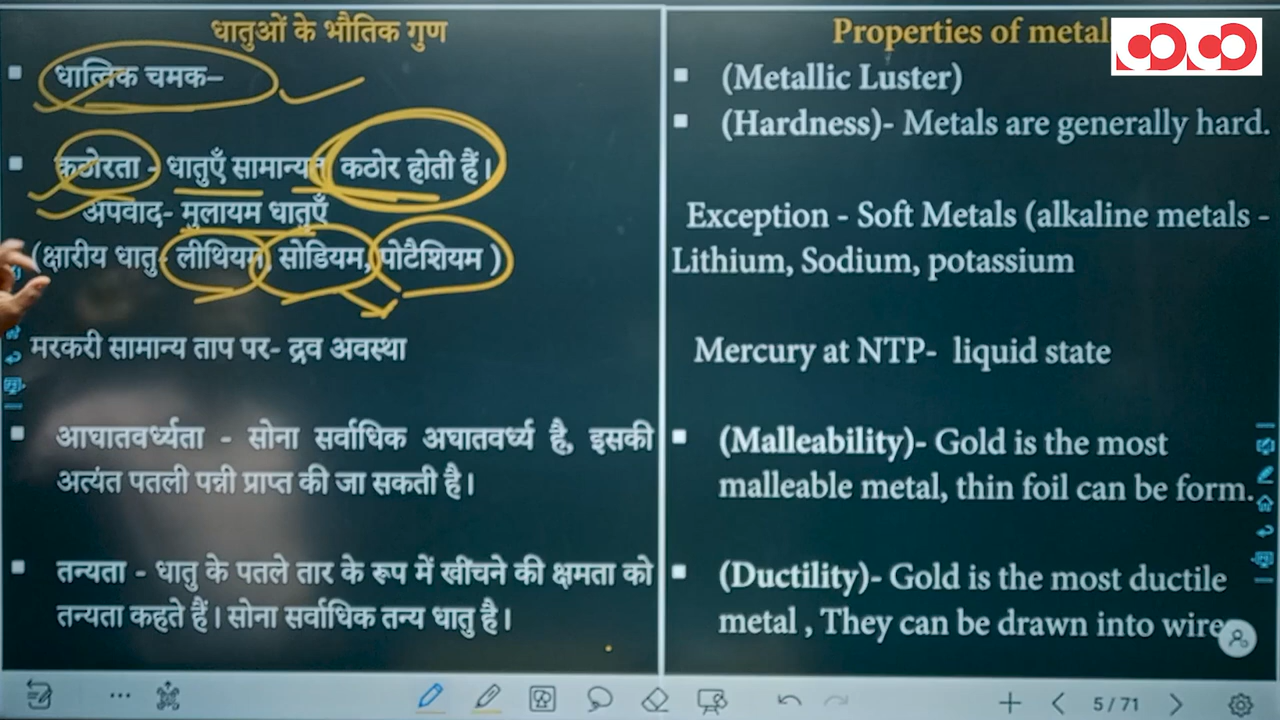 धातुओं के भौतिक गुण
धात्विक चमक–
कठोरता - धातुएँ सामान्यतः कठोर होती हैं।
अपवाद- मुलायम धातुएँ
(क्षारीय धातु- लीथियम, सोडियम, पोटैशियम )
मरकरी सामान्य ताप पर- द्रव अवस्था
आघातवर्ध्यता - सोना सर्वाधिक अघातवर्ध्य है, इसकी
अत्यंत पतली पन्नी प्राप्त की जा सकती है।
तन्यता - धातु के पतले तार के रूप में खींचने की क्षमता को
तन्यता कहते हैं। सोना सर्वाधिक तन्य धातु है।
Properties of metal
(Metallic Luster)
(Hardness)- Metals are generally hard.
Exception - Soft Metals (alkaline metals -
Lithium, Sodium, potassium
Mercury at NTP- liquid state
(Malleability)- Gold is the most
malleable metal, thin foil can be form.
(Ductility)- Gold is the most ductile
metal , They can be drawn into wire
5 / 71